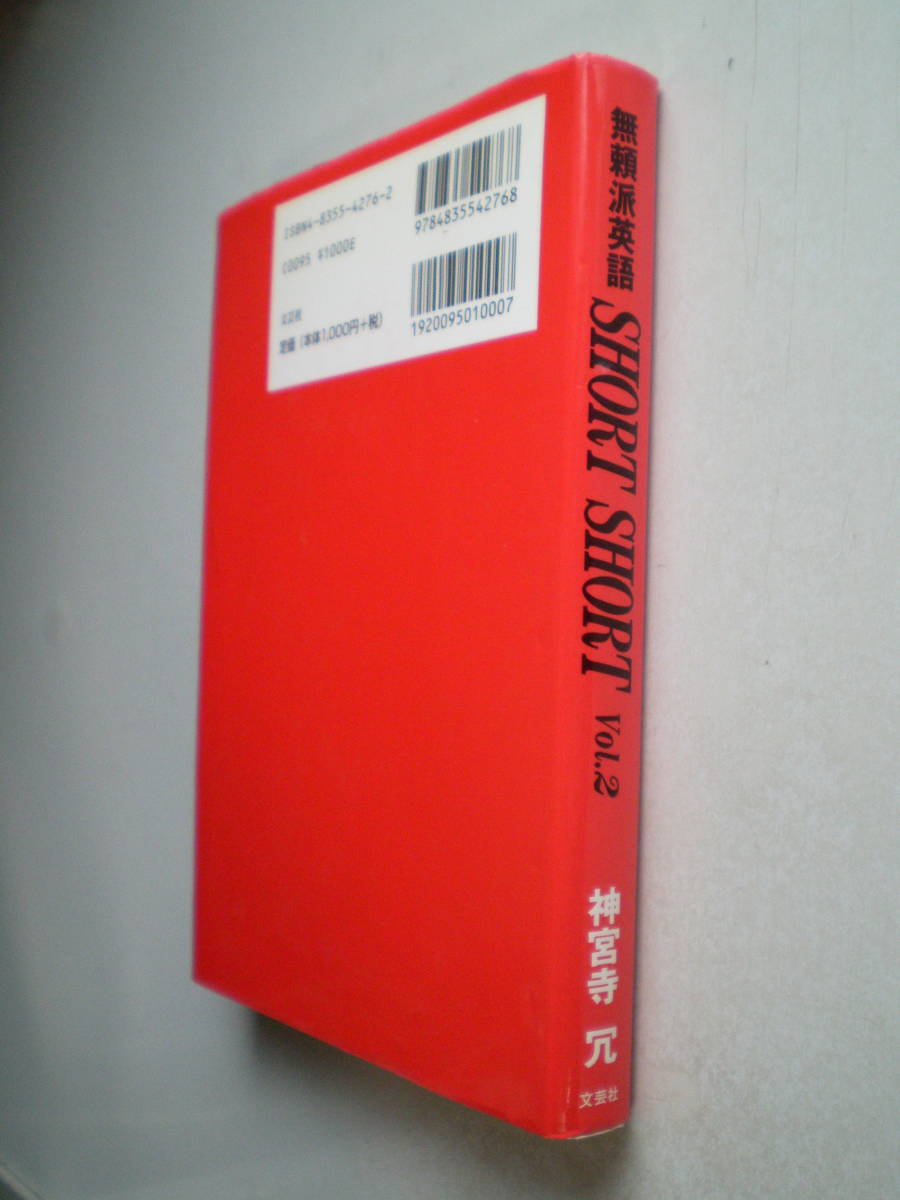 ISBN4-8355-4276-2
C0095 ¥1000E
文芸社
定価(本体1,000円+税)
9784835542768
1920095010007
無頼派英語 SHORT SHORT Vol.2
神宮寺 冗
文芸社